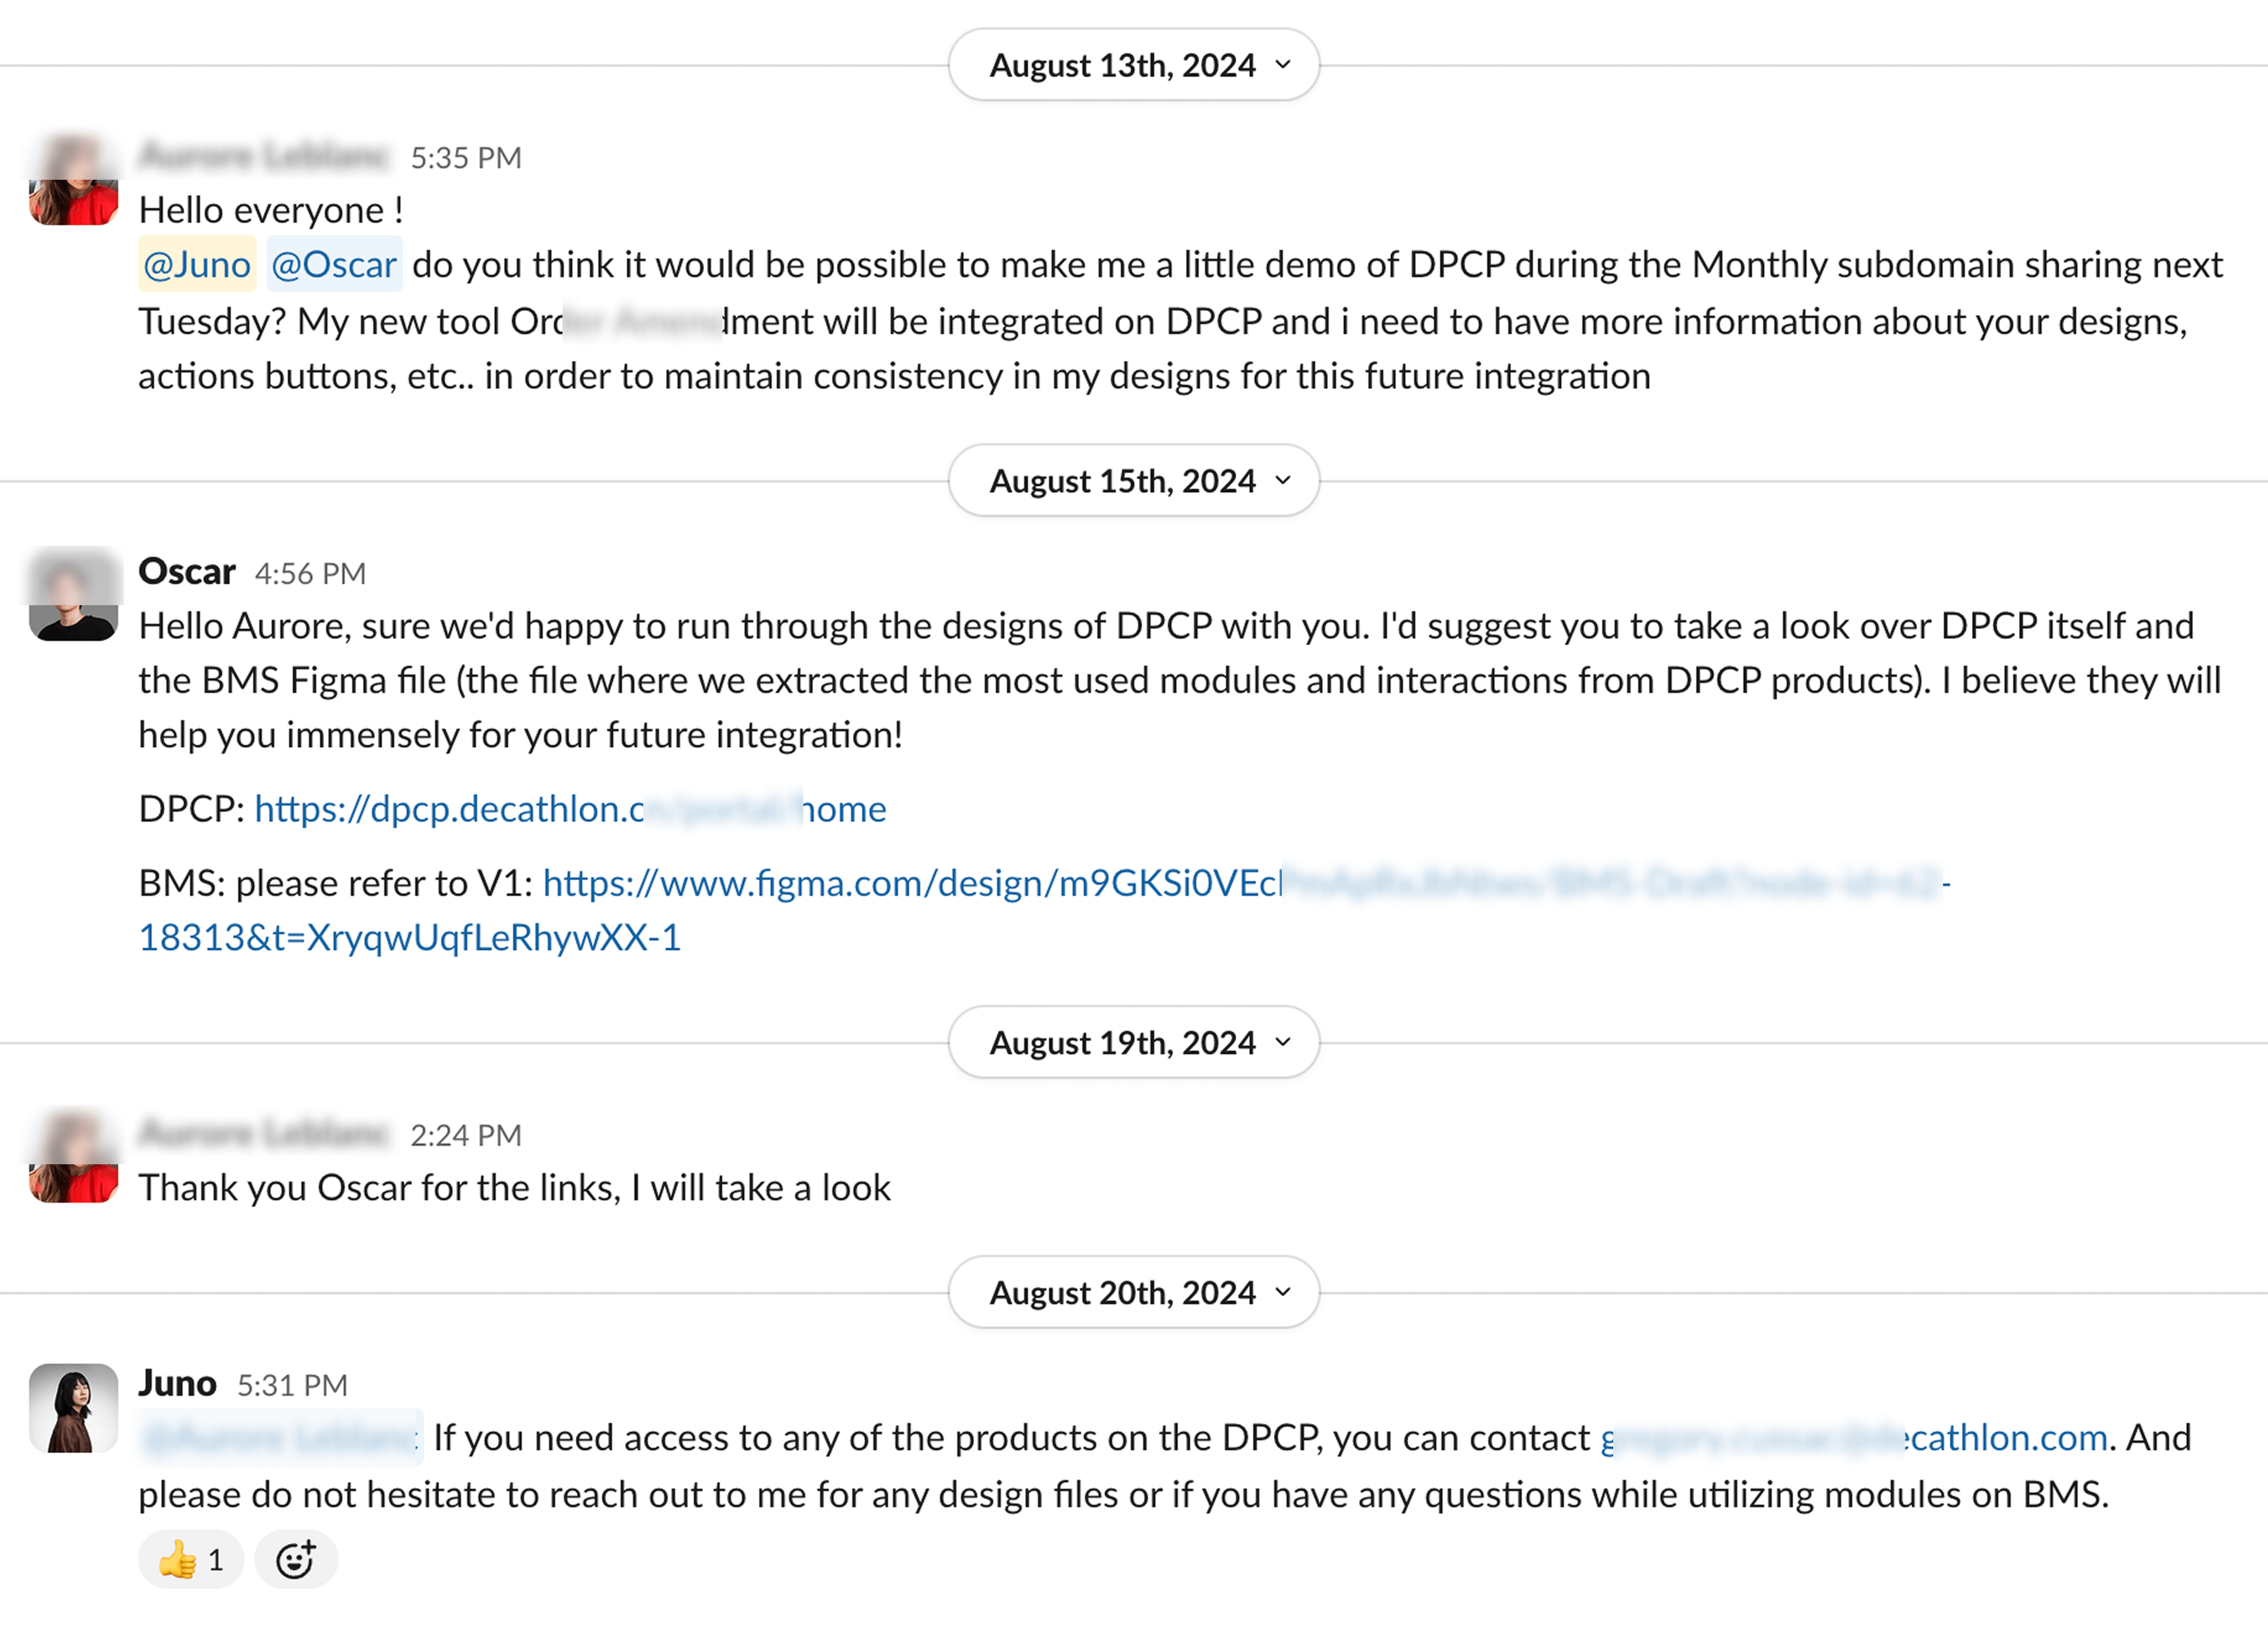 August 13th, 2024
5:35 PM
Hello everyone !
@Juno @Oscar do you think it would be possible to make me a little demo of DPCP during the Monthly subdomain sharing next
Tuesday? My new tool will be integrated on DPCP and i need to have more information about your designs,
actions buttons, etc.. in order to maintain consistency in my designs for this future integration
August 15th, 2024
Oscar 4:56 PM
Hello Aurore, sure we'd happy to run through the designs of DPCP with you. I'd suggest you to take a look over DPCP itself and
the BMS Figma file (the file where we extracted the most used modules and interactions from DPCP products). I believe they will
help you immensely for your future integration!
DPCP: https://dpcp.decathlon.c home
BMS: please refer to V1: https://www.figma.com/design/m9GKSi0VEc -
18313&t=XryqwUqfLeRhywXX-1
August 19th, 2024
2:24 PM
Thank you Oscar for the links, I will take a look
August 20th, 2024
Juno 5:31 PM
If you need access to any of the products on the DPCP, you can contact g ecathlon.com. And
please do not hesitate to reach out to me for any design files or if you have any questions while utilizing modules on BMS.
👍 1